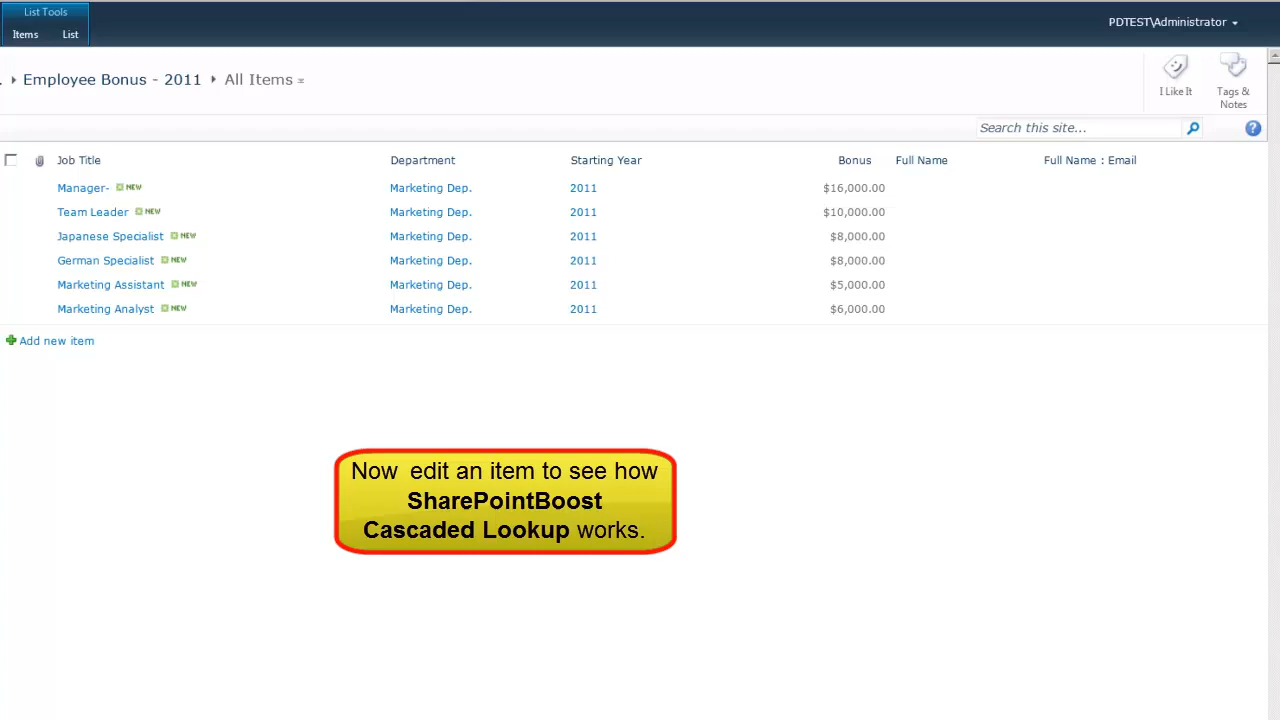 List Tools
Items List
PDTEST\Administrator
. Employee Bonus - 2011 All Items
I Like It
Tags & Notes
Search this site...
Job Title Department Starting Year Bonus Full Name Full Name : Email
Manager- NEW Marketing Dep. 2011 $16,000.00
Team Leader NEW Marketing Dep. 2011 $10,000.00
Japanese Specialist NEW Marketing Dep. 2011 $8,000.00
German Specialist NEW Marketing Dep. 2011 $8,000.00
Marketing Assistant NEW Marketing Dep. 2011 $5,000.00
Marketing Analyst NEW Marketing Dep. 2011 $6,000.00
Add new item
Now edit an item to see how
SharePointBoost
Cascaded Lookup works.